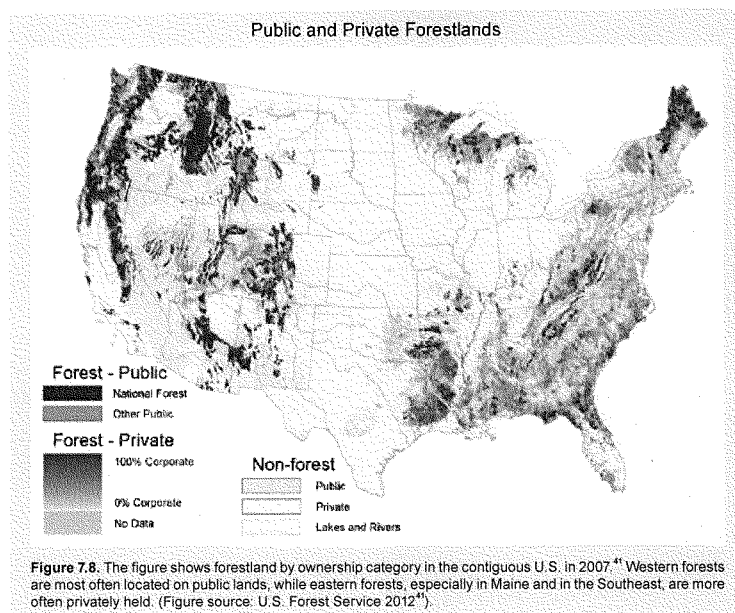 Public and Private Forestlands
Forest - Public
National Forest
Other Public
Forest - Private
100% Corporate
0% Corporate
No Data
Non-forest
Public
Private
Lakes and Rivers
Figure 7.8. The figure shows forestland by ownership category in the contiguous U.S. in 2007.41 Western forests
are most often located on public lands, while eastern forests, especially in Maine and in the Southeast, are more
often privately held. (Figure source: U.S. Forest Service 201241).